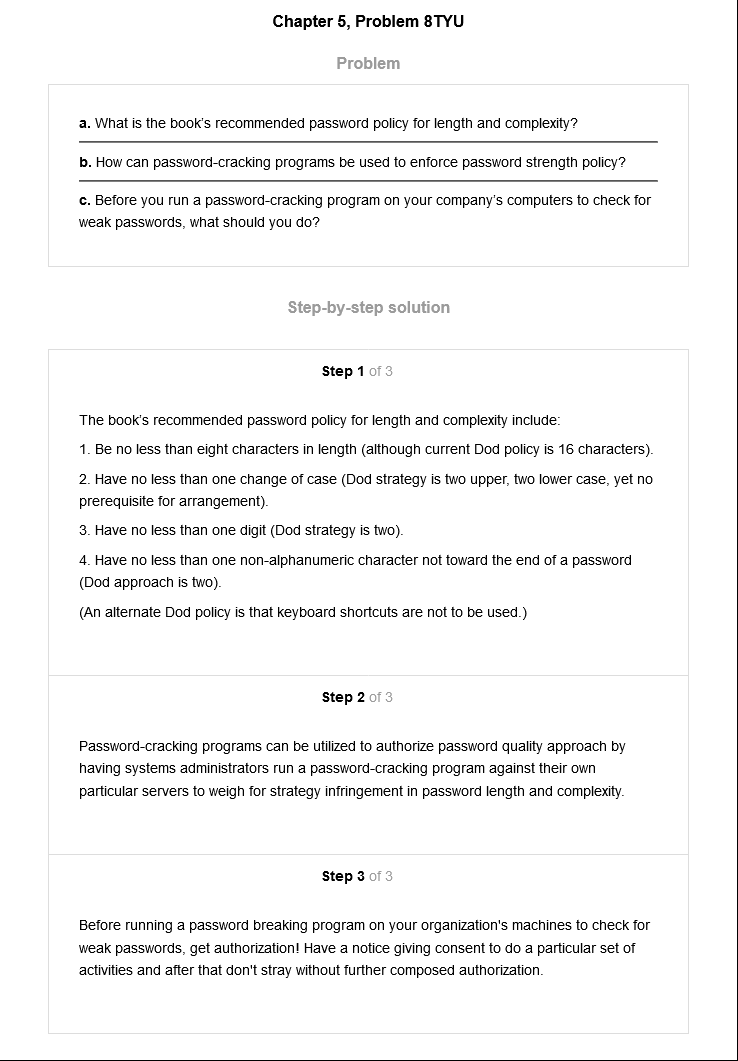 Chapter 5, Problem 8TYU
Problem
a. What is the book's recommended password policy for length and complexity?
b. How can password-cracking programs be used to enforce password strength policy?
c. Before you run a password-cracking program on your company's computers to check for
weak passwords, what should you do?
Step-by-step solution
Step 1 of 3
The book's recommended password policy for length and complexity include:
1. Be no less than eight characters in length (although current Dod policy is 16 characters).
2. Have no less than one change of case (Dod strategy is two upper, two lower case, yet no
prerequisite for arrangement).
3. Have no less than one digit (Dod strategy is two).
4. Have no less than one non-alphanumeric character not toward the end of a password
(Dod approach is two).
(An alternate Dod policy is that keyboard shortcuts are not to be used.)
Step 2 of 3
Password-cracking programs can be utilized to authorize password quality approach by
having systems administrators run a password-cracking program against their own
particular servers to weigh for strategy infringement in password length and complexity.
Step 3 of 3
Before running a password breaking program on your organization's machines to check for
weak passwords, get authorization! Have a notice giving consent to do a particular set of
activities and after that don't stray without further composed authorization.